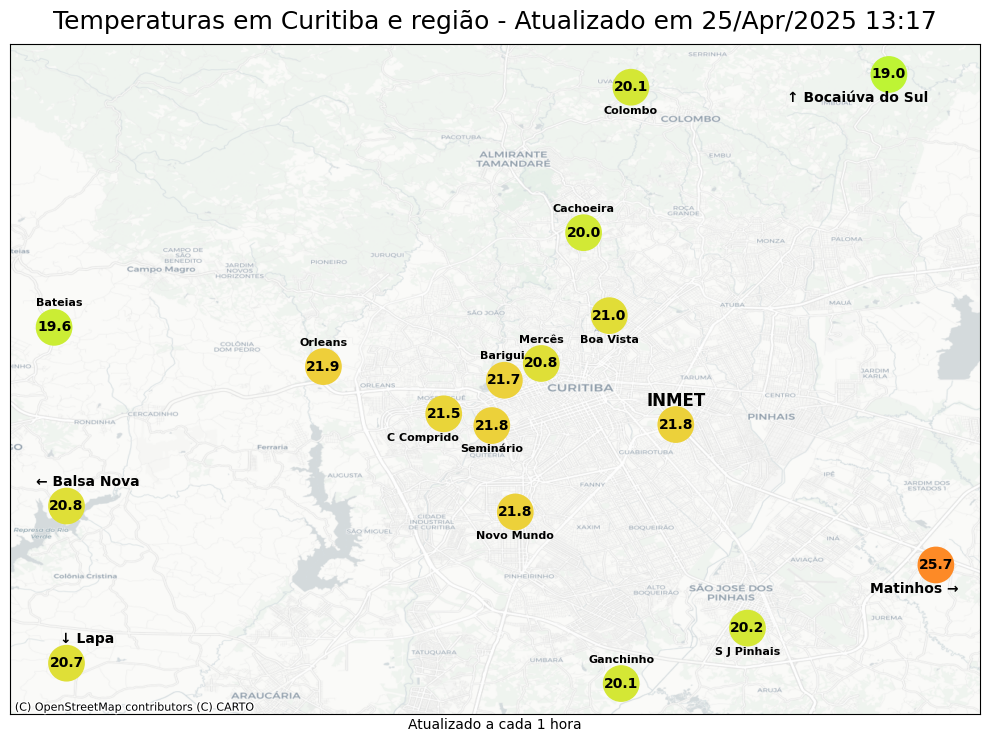 Temperaturas em Curitiba e região - Atualizado em 25/Apr/2025 13:17
SERRINHA
19.0
20.1
↑ Bocaiúva do Sul
Colombo
COLOMBO
PACOTUBA
ALMIRANTE
TAMANDARÉ
EMBU
Cachoeira
ROÇA
GRANDE
20.0
MONZA
PALOMA
CAMPO DE
SÃO
BENEDITO
JURUQUI
PIONEIRO
Campo Magro
JARDIM
NOVOS
HORIZONTES
Bateias
ATUBA
MAUÁ
SÃO JOÃO
21.0
19.6
Boa Vista
Mercês
Orleans
COLÔNIA
DOM PEDRO
Barigui
20.8
21.9
21.7
JARDIM
KARLA
TARUMÃ
ORLEANS
CURITIBA
CENTRO
INMET
21.5
CERCADINHO
PINHAIS
RONDINHA
21.8
21.8
C Comprido
Seminário
Ferraria
GUABIROTUBA
AUGUSTA
IPÊ
← Balsa Nova
FANNY
JARDIM DOS
ESTADOS I
20.8
21.8
CIDADE
INDUSTRIAL
DE CURITIBA
XAXIM
BOQUEIRÃO
SÃO MIGUEL
Represa do Rio
Verde
Novo Mundo
AVIAÇÃO
25.7
Colônia Cristina
PINHEIRINHO
ALTO
BOQUEIRÃO
SÃO JOSÉ DOS
PINHAIS
Matinhos →
JUREMA
20.2
↓ Lapa
TATUQUARA
S J Pinhais
UMBARÁ
Ganchinho
20.7
20.1
ARUJÁ
ARAUCÁRIA
(C) OpenStreetMap contributors (C) CARTO
Atualizado a cada 1 hora